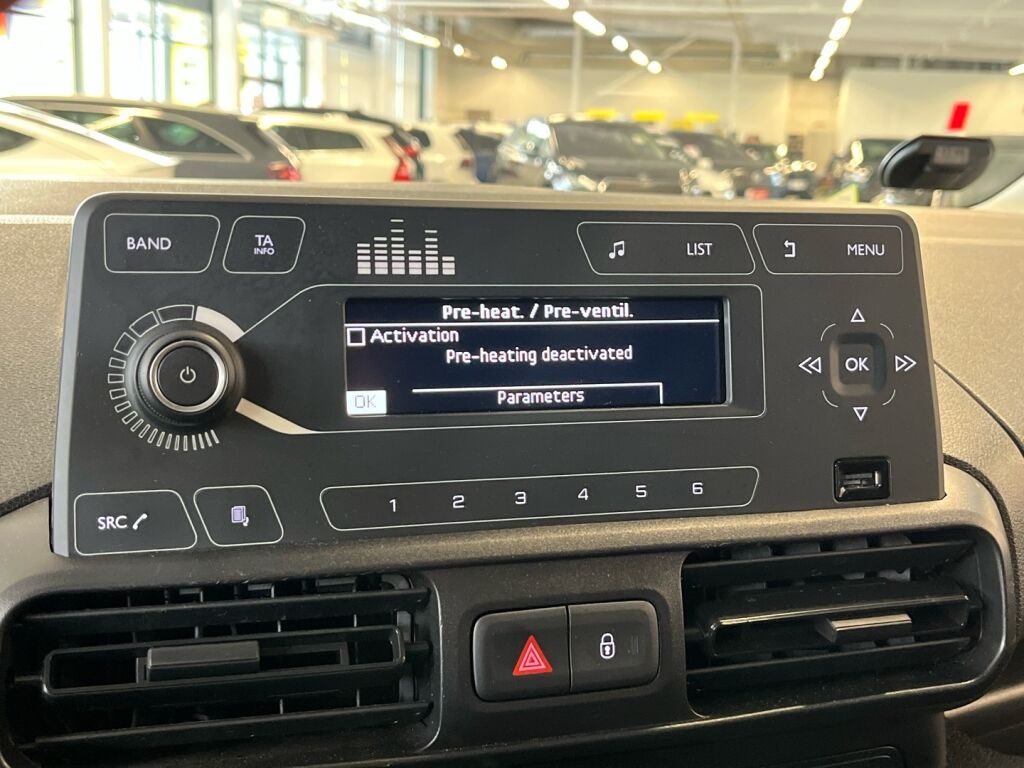 BAND
TA
INFO
LIST
MENU
Pre-heat. / Pre-ventil.
Activation
Pre-heating deactivated
OK
Parameters
OK
1 2 3 4 5 6
SRC